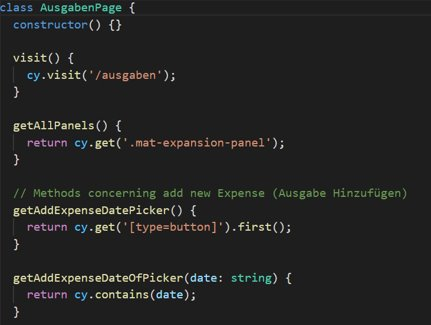 class AusgabenPage {
constructor() {}
visit() {
cy.visit('/ausgaben');
}
getAllPanels() {
return cy.get('.mat-expansion-panel');
}
// Methods concerning add new Expense (Ausgabe Hinzufügen)
getAddExpenseDatePicker() {
return cy.get('[type=button]').first();
}
getAddExpenseDateOfPicker(date: string) {
return cy.contains(date);
}